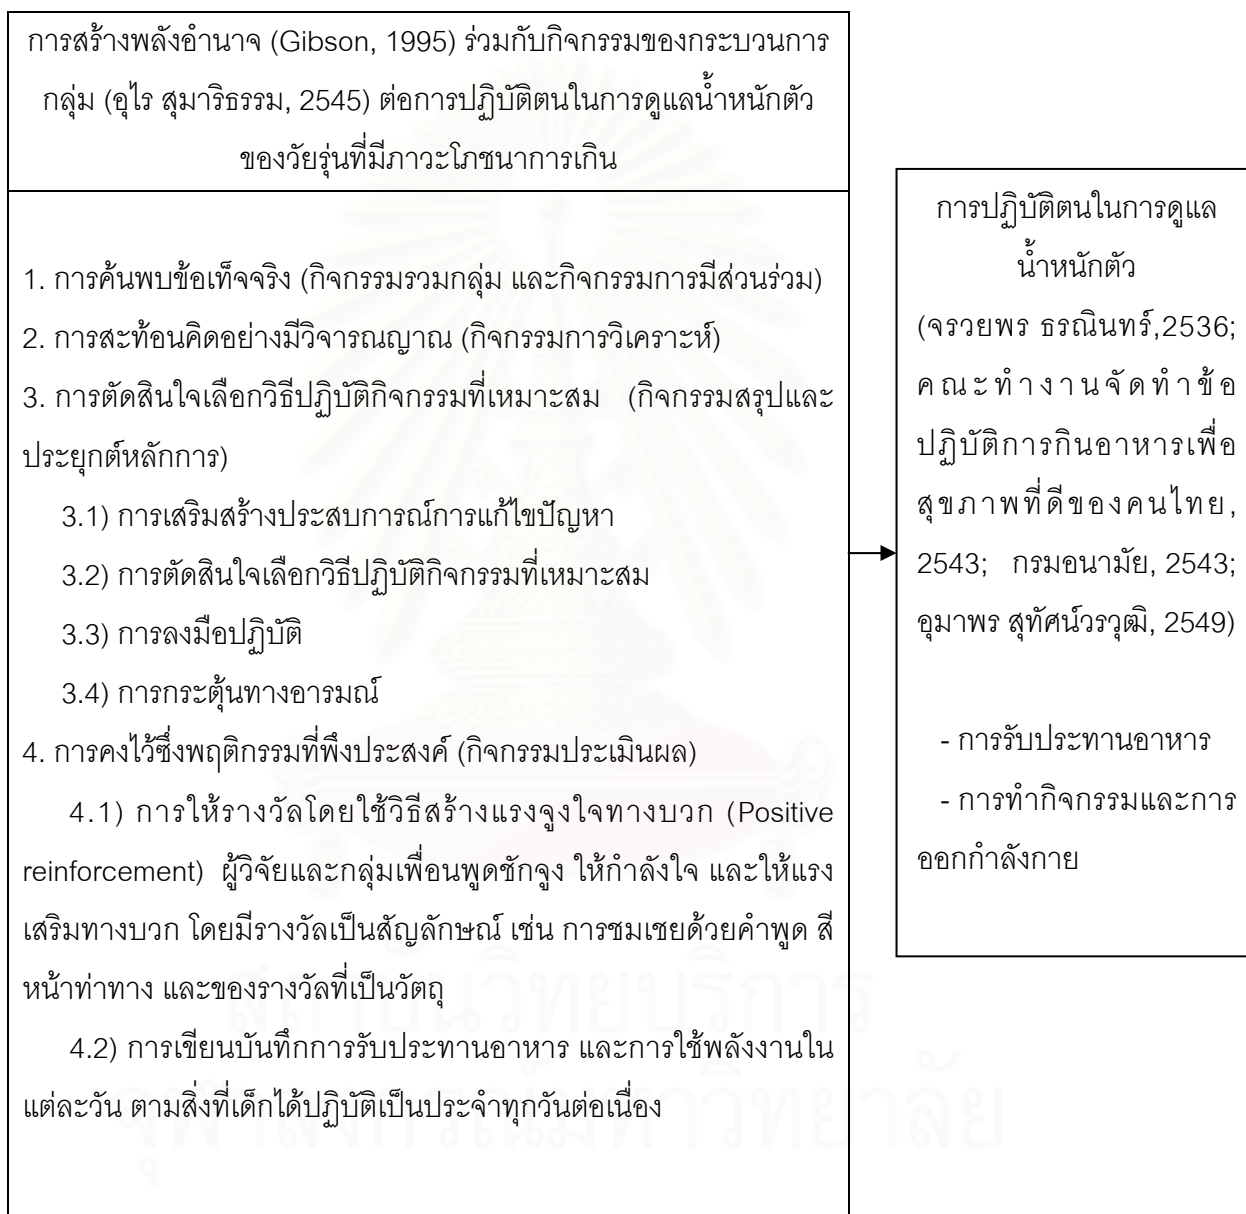 การสร้างพลังอำนาจ (Gibson, 1995) ร่วมกับกิจกรรมของกระบวนการ
กลุ่ม (อุไร สุมาริธรรม, 2545) ต่อการปฏิบัติตนในการดูแลน้ำหนักตัว
ของวัยรุ่นที่มีภาวะโภชนาการเกิน
1. การค้นพบข้อเท็จจริง (กิจกรรมรวมกลุ่ม และกิจกรรมการมีส่วนร่วม)
2. การสะท้อนคิดอย่างมีวิจารณญาณ (กิจกรรมการวิเคราะห์)
3. การตัดสินใจเลือกวิธีปฏิบัติกิจกรรมที่เหมาะสม (กิจกรรมสรุปและ
ประยุกต์หลักการ)
3.1) การเสริมสร้างประสบการณ์การแก้ไขปัญหา
3.2) การตัดสินใจเลือกวิธีปฏิบัติกิจกรรมที่เหมาะสม
3.3) การลงมือปฏิบัติ
3.4) การกระตุ้นทางอารมณ์
4. การคงไว้ซึ่งพฤติกรรมที่พึงประสงค์ (กิจกรรมประเมินผล)
4.1) การให้รางวัลโดยใช้วิธีสร้างแรงจูงใจทางบวก (Positive
reinforcement) ผู้วิจัยและกลุ่มเพื่อนพูดชักจูง ให้กำลังใจ และให้แรง
เสริมทางบวก โดยมีรางวัลเป็นสัญลักษณ์ เช่น การชมเชยด้วยคำพูด สี
หน้าท่าทาง และของรางวัลที่เป็นวัตถุ
4.2) การเขียนบันทึกการรับประทานอาหาร และการใช้พลังงานใน
แต่ละวัน ตามสิ่งที่เด็กได้ปฏิบัติเป็นประจำทุกวันต่อเนื่อง
การปฏิบัติตนในการดูแล
น้ำหนักตัว
(จรวยพร ธรณินทร์,2536;
คณะทำงานจัดทำข้อ
ปฏิบัติการกินอาหารเพื่อ
สุขภาพที่ดีของคนไทย,
2543; กรมอนามัย, 2543;
อุมาพร สุทัศน์วรวุฒิ, 2549)
- การรับประทานอาหาร
- การทำกิจกรรมและการ
ออกกำลังกาย
สถาบันวิทยบริการ
จุฬาลงกรณ์มหาวิทยาลัย